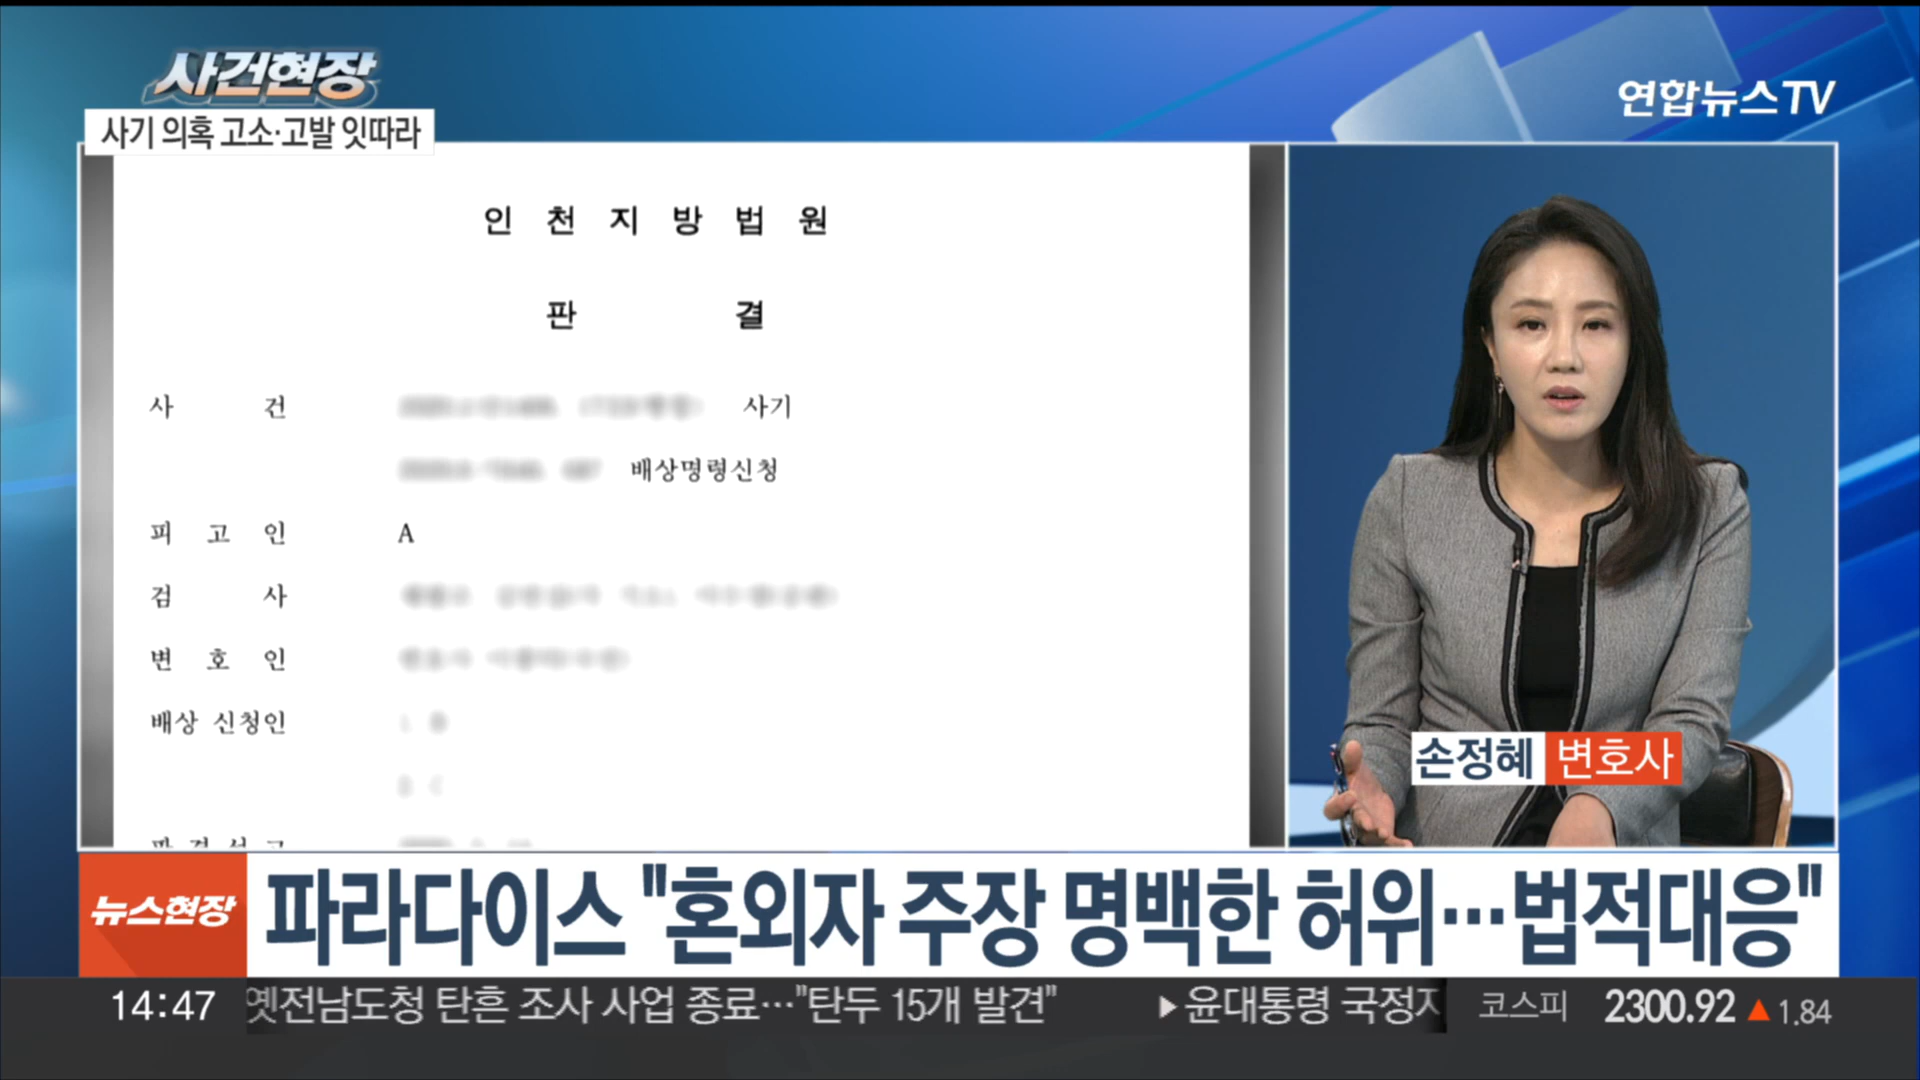 사건현장
사기 의혹 고소·고발 잇따라
연합뉴스TV
인 천 지 방 법 원
판 결
사 건 사기
배상명령신청
피 고 인 A
검 사
변 호 인
배상 신청인
손정혜 변호사
뉴스현장
파라다이스 "혼외자 주장 명백한 허위…법적대응"
14:47 옛전남도청 탄흔 조사 사업 종료…"탄두 15개 발견" ▶윤대통령 국정지 코스피 2300.92 ▲1.84